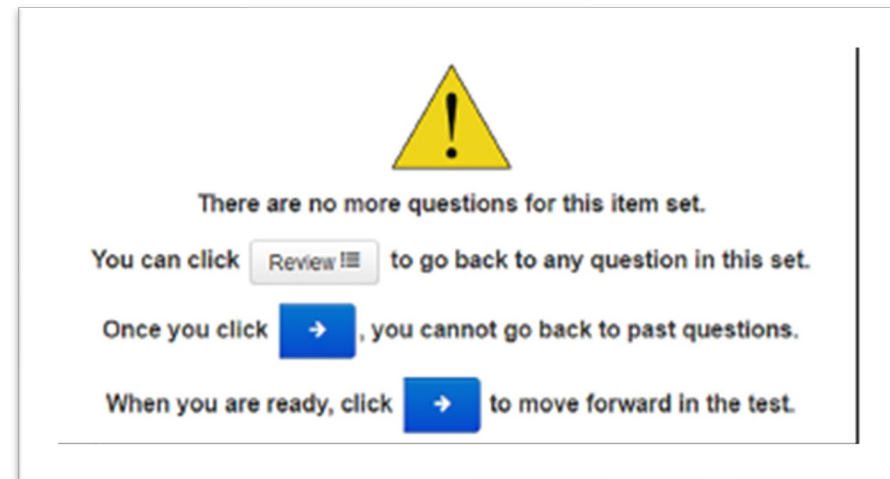 !
There are no more questions for this item set.
You can click Review to go back to any question in this set.
Once you click → , you cannot go back to past questions.
When you are ready, click → to move forward in the test.